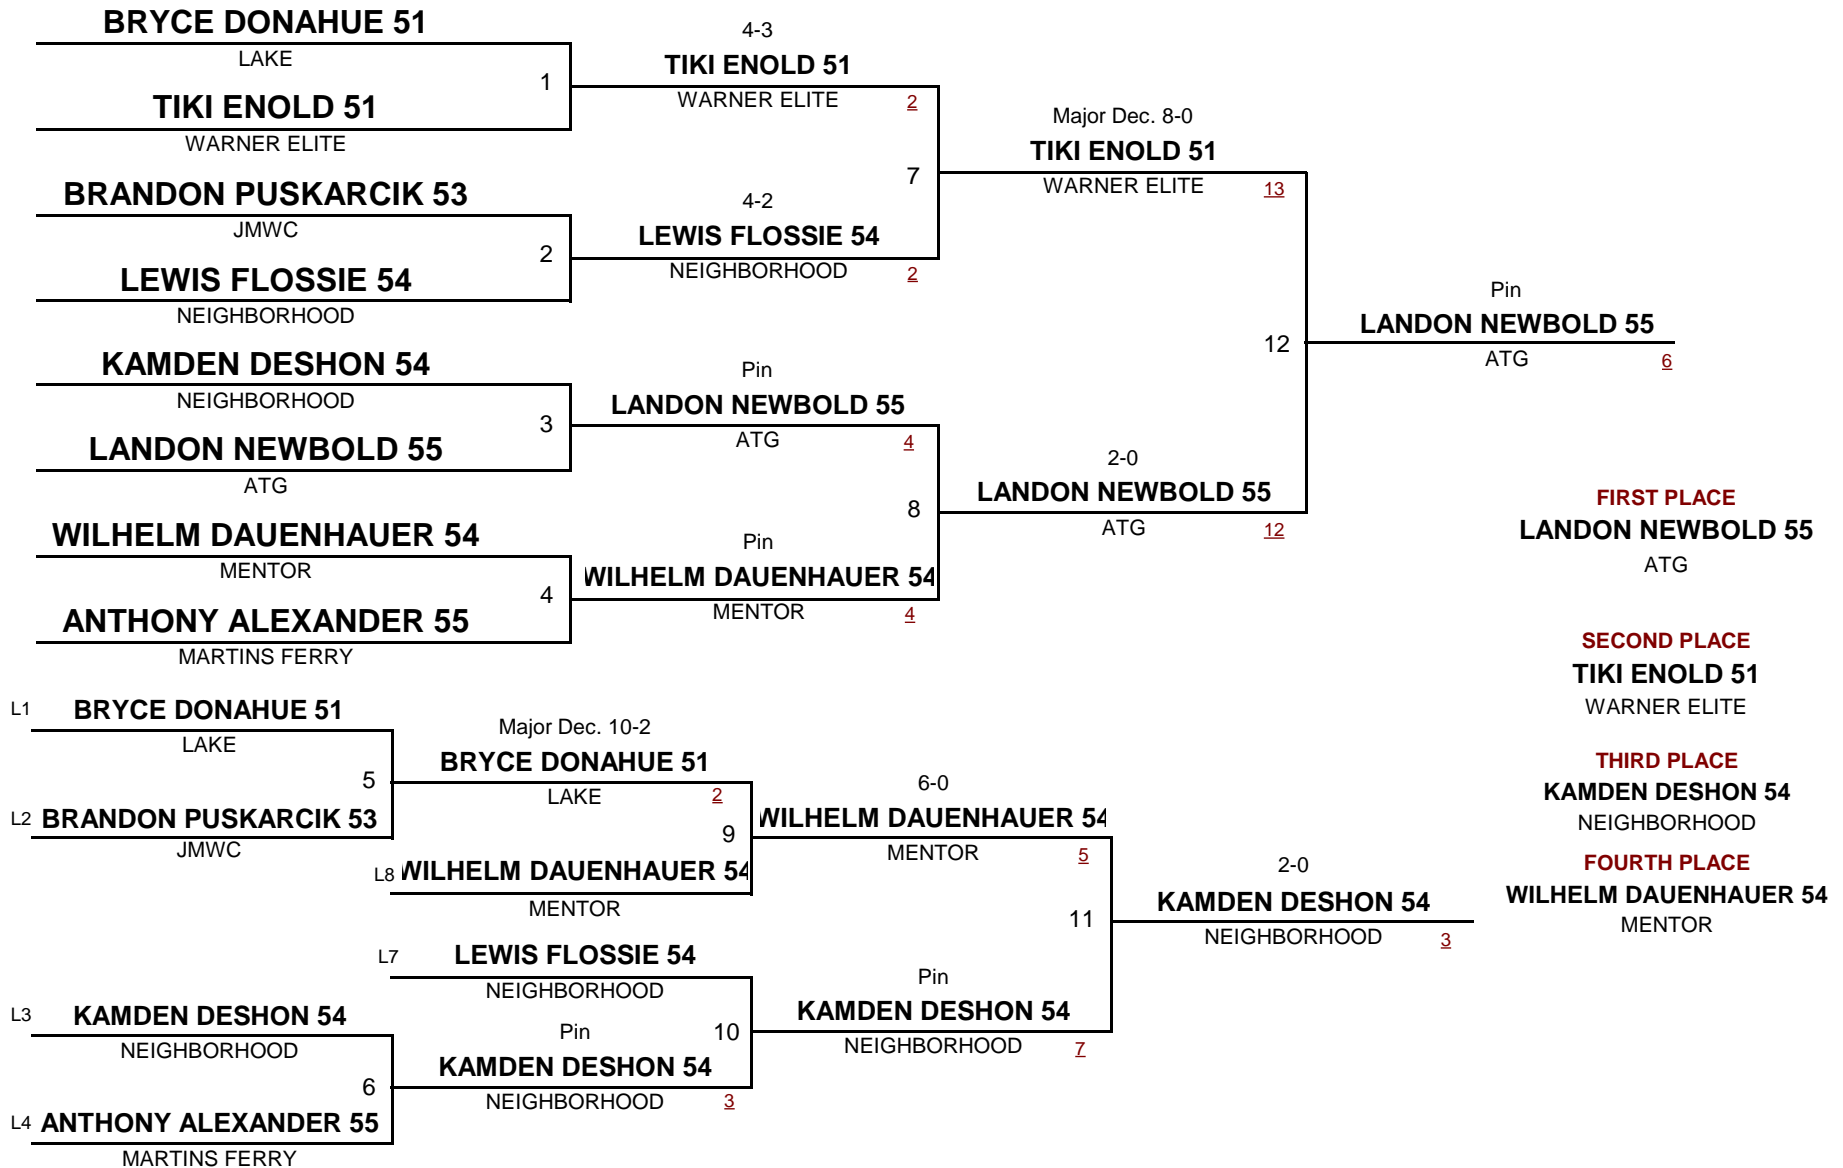 BRYCE DONAHUE 51
LAKE
1
TIKI ENOLD 51
WARNER ELITE
4-3
TIKI ENOLD 51
WARNER ELITE
2
BRANDON PUSKARCIK 53
JMWC
2
LEWIS FLOSSIE 54
NEIGHBORHOOD
4-2
LEWIS FLOSSIE 54
NEIGHBORHOOD
2
7
Major Dec. 8-0
TIKI ENOLD 51
WARNER ELITE
13
KAMDEN DESHON 54
NEIGHBORHOOD
3
LANDON NEWBOLD 55
ATG
Pin
LANDON NEWBOLD 55
ATG
4
WILHELM DAUENHAUER 54
MENTOR
4
ANTHONY ALEXANDER 55
MARTINS FERRY
Pin
WILHELM DAUENHAUER 54
MENTOR
4
8
2-0
LANDON NEWBOLD 55
ATG
12
12
Pin
LANDON NEWBOLD 55
ATG
6
FIRST PLACE
LANDON NEWBOLD 55
ATG
SECOND PLACE
TIKI ENOLD 51
WARNER ELITE
THIRD PLACE
KAMDEN DESHON 54
NEIGHBORHOOD
FOURTH PLACE
WILHELM DAUENHAUER 54
MENTOR
L1 BRYCE DONAHUE 51
LAKE
5
L2 BRANDON PUSKARCIK 53
JMWC
Major Dec. 10-2
BRYCE DONAHUE 51
LAKE
2
9
L8 WILHELM DAUENHAUER 54
MENTOR
6-0
WILHELM DAUENHAUER 54
MENTOR
5
L7 LEWIS FLOSSIE 54
NEIGHBORHOOD
L3 KAMDEN DESHON 54
NEIGHBORHOOD
6
L4 ANTHONY ALEXANDER 55
MARTINS FERRY
Pin
KAMDEN DESHON 54
NEIGHBORHOOD
3
10
Pin
KAMDEN DESHON 54
NEIGHBORHOOD
7
11
2-0
KAMDEN DESHON 54
NEIGHBORHOOD
3